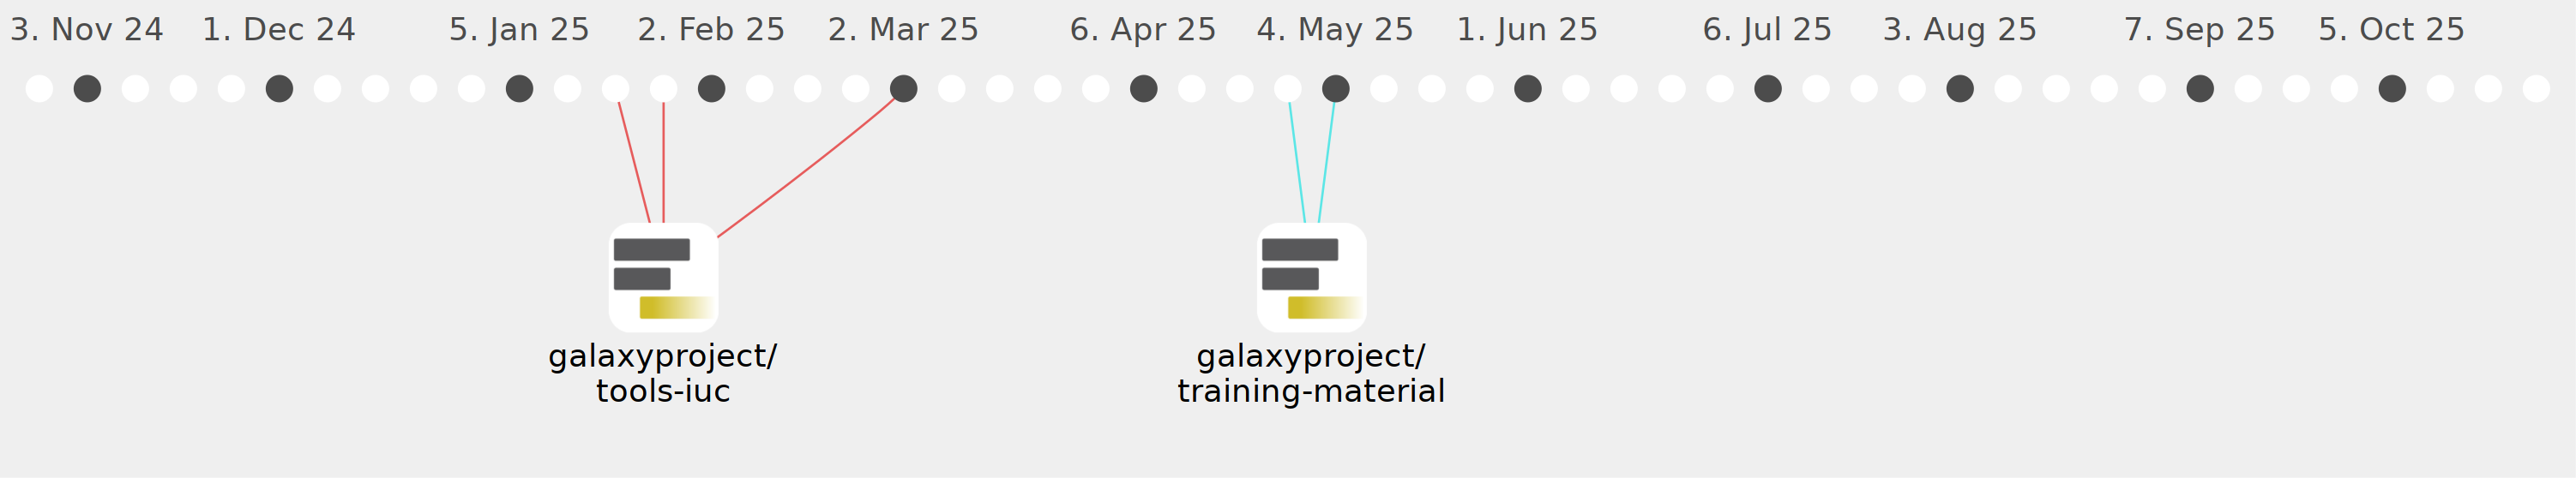 3. Nov 24 1. Dec 24 5. Jan 25 2. Feb 25 2. Mar 25 6. Apr 25 4. May 25 1. Jun 25 6. Jul 25 3. Aug 25 7. Sep 25 5. Oct 25
galaxyproject/
tools-iuc
galaxyproject/
training-material